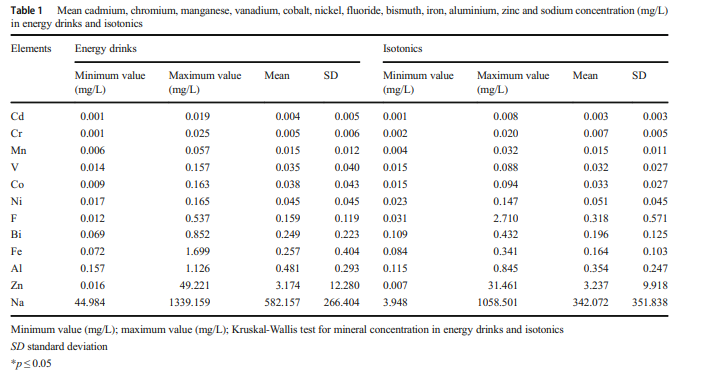 Table 1 Mean cadmium, chromium, manganese, vanadium, cobalt, nickel, fluoride, bismuth, iron, aluminium, zinc and sodium concentration (mg/L)
in energy drinks and isotonics
Elements Energy drinks Isotonics
Minimum value Maximum value Mean SD Minimum value Maximum value Mean SD
(mg/L) (mg/L) (mg/L) (mg/L)
Cd 0.001 0.019 0.004 0.005 0.001 0.008 0.003 0.003
Cr 0.001 0.025 0.005 0.006 0.002 0.020 0.007 0.005
Mn 0.006 0.057 0.015 0.012 0.004 0.032 0.015 0.011
V 0.014 0.157 0.035 0.040 0.015 0.088 0.032 0.027
Co 0.009 0.163 0.038 0.043 0.015 0.094 0.033 0.027
Ni 0.017 0.165 0.045 0.045 0.023 0.147 0.051 0.045
F 0.012 0.537 0.159 0.119 0.031 2.710 0.318 0.571
Bi 0.069 0.852 0.249 0.223 0.109 0.432 0.196 0.125
Fe 0.072 1.699 0.257 0.404 0.084 0.341 0.164 0.103
Al 0.157 1.126 0.481 0.293 0.115 0.845 0.354 0.247
Zn 0.016 49.221 3.174 12.280 0.007 31.461 3.237 9.918
Na 44.984 1339.159 582.157 266.404 3.948 1058.501 342.072 351.838
Minimum value (mg/L); maximum value (mg/L); Kruskal-Wallis test for mineral concentration in energy drinks and isotonics
SD standard deviation
*p≤0.05